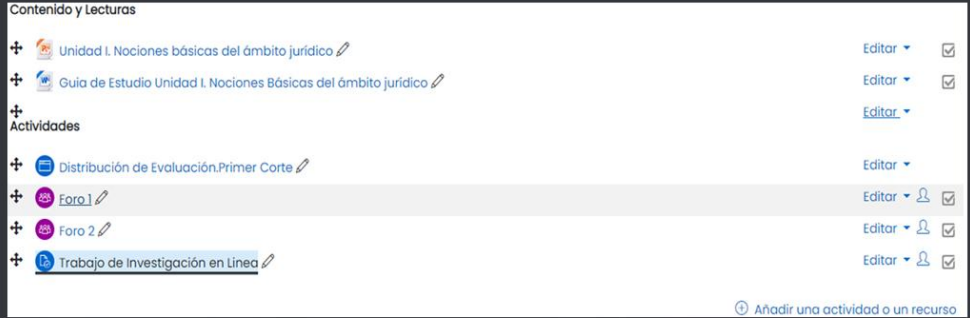 Contenido y Lecturas
Unidad I. Nociones básicas del ámbito jurídico Editar
Guia de Estudio Unidad I. Nociones Básicas del ámbito jurídico Editar
Editar
Actividades
Distribución de Evaluación.Primer Corte Editar
Foro 1 Editar
Foro 2 Editar
Trabajo de Investigación en Linea Editar
Añadir una actividad o un recurso